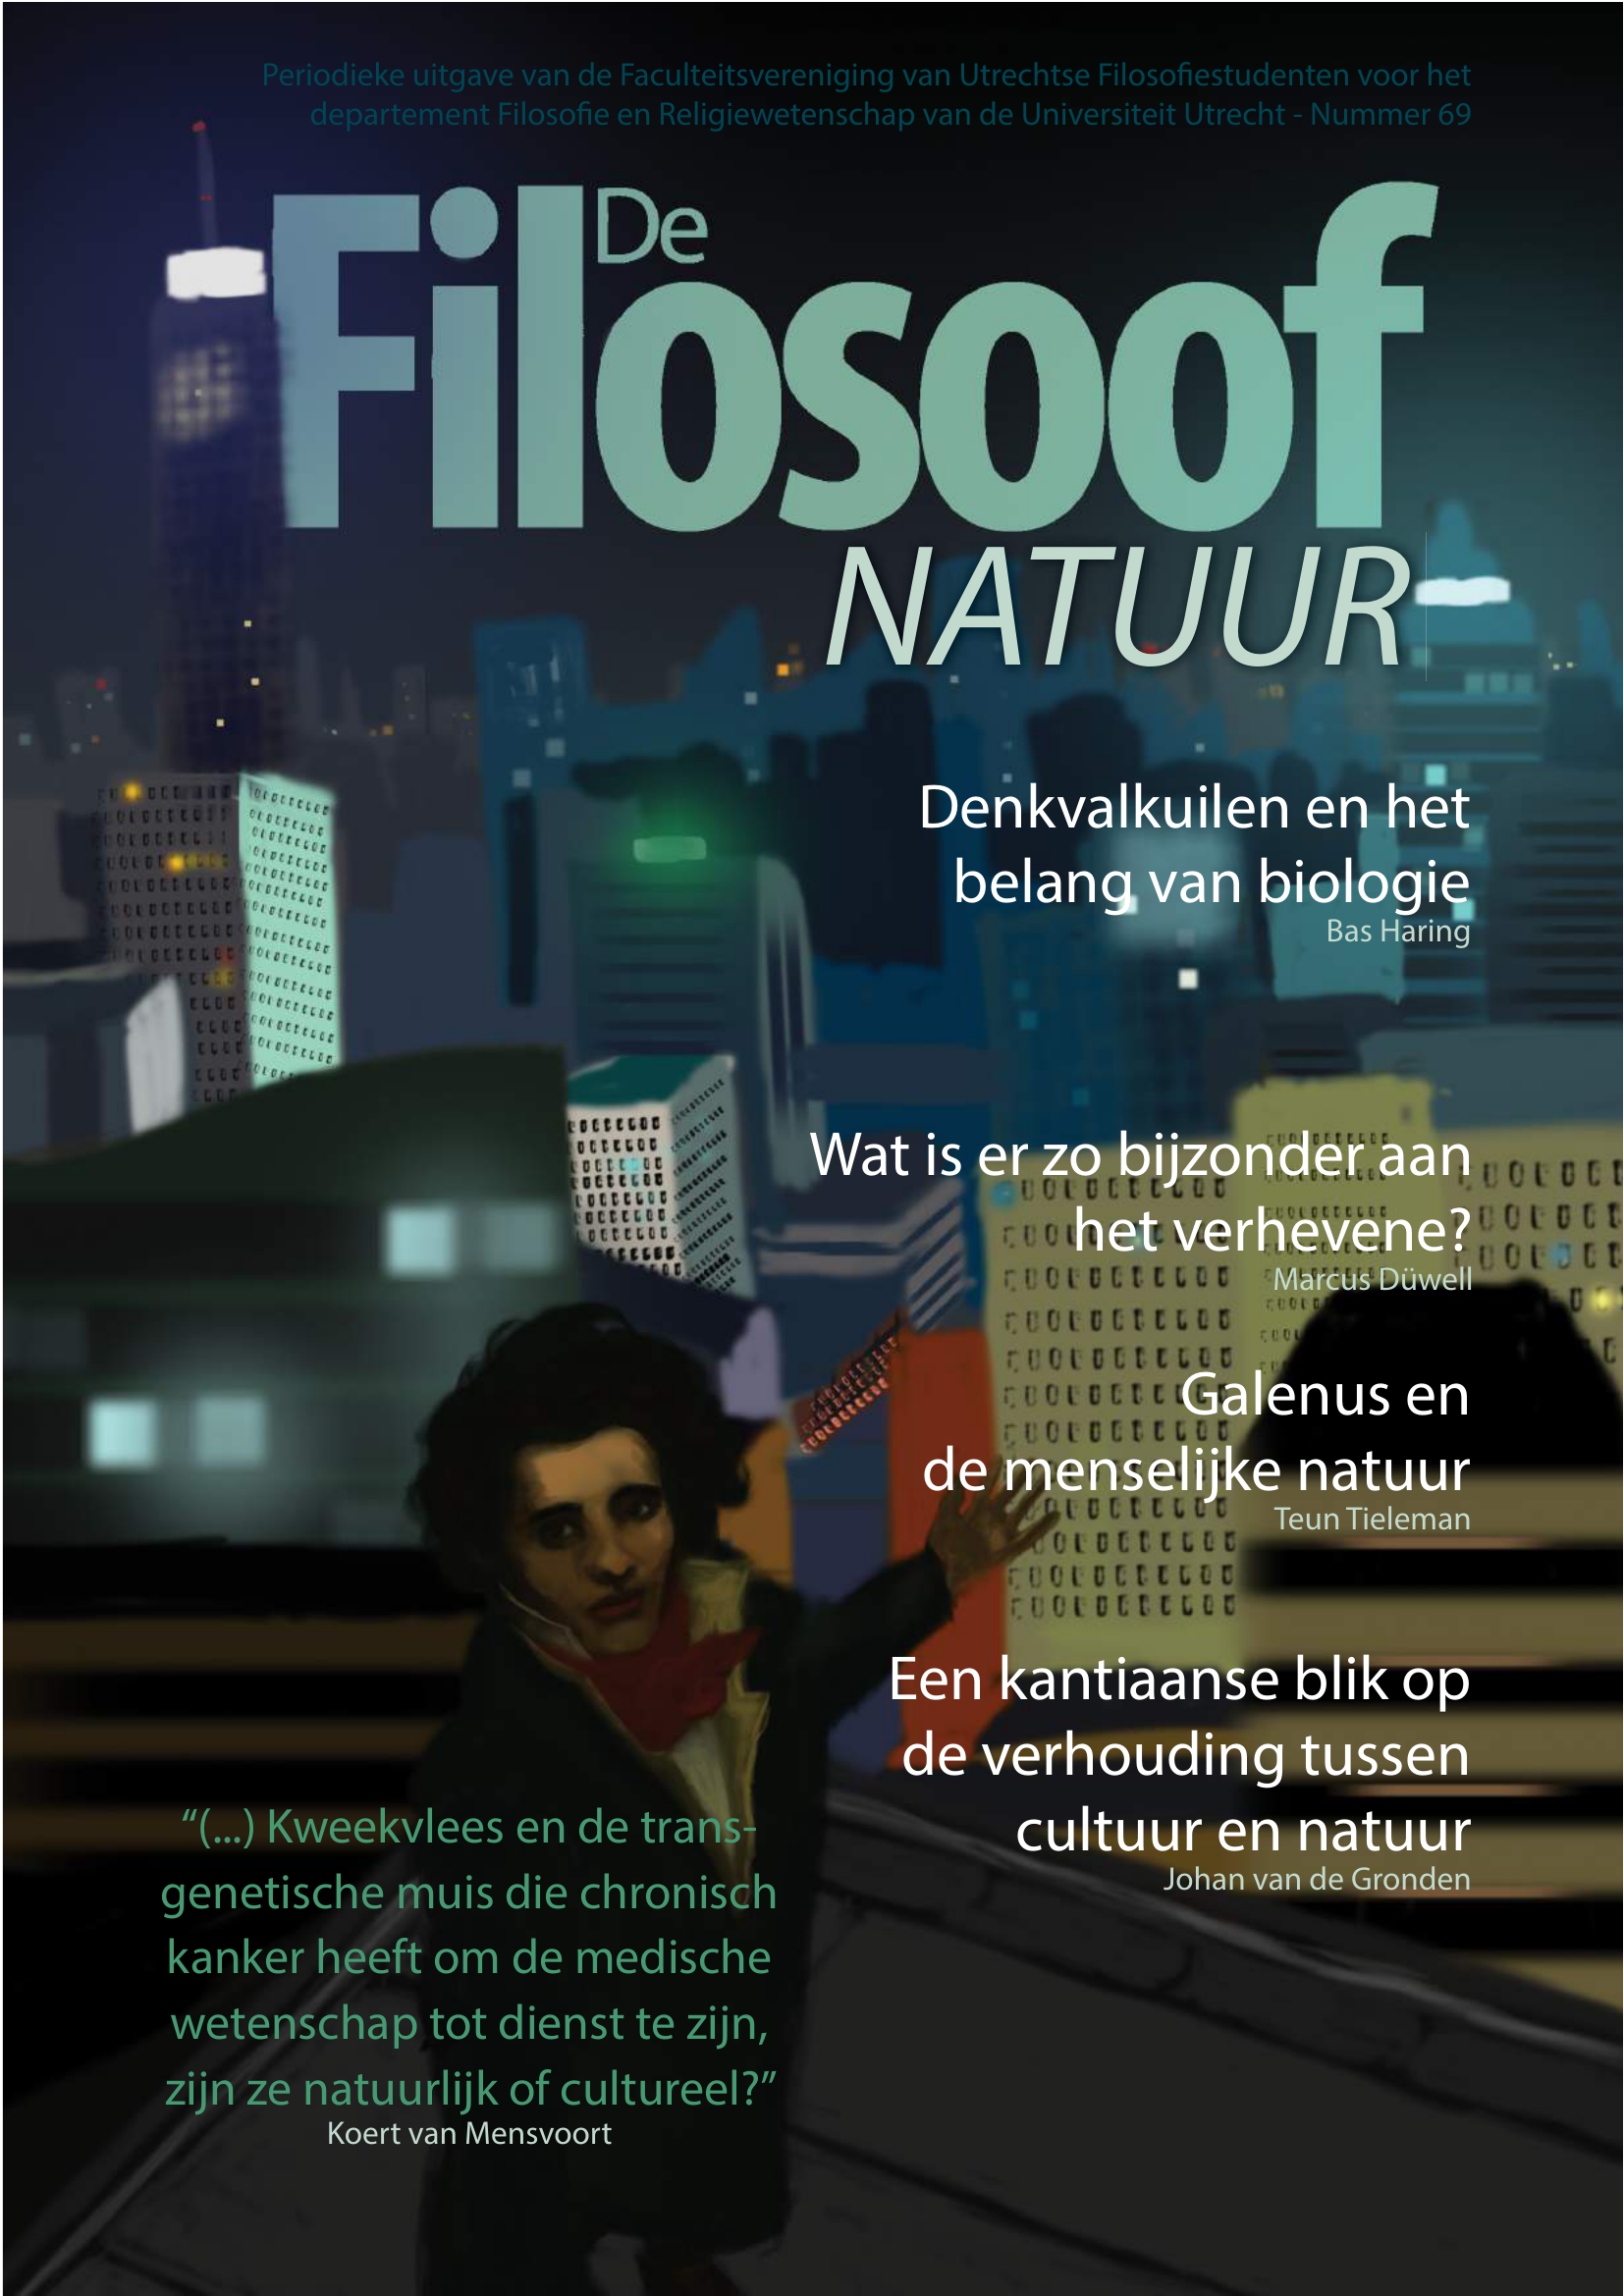 Periodieke uitgave van de Faculteitsvereniging van Utrechtse Filosofiestudenten voor het
departement Filosofie en Religiewetenschap van de Universiteit Utrecht - Nummer 69
De
Filosoof
NATUUR
Denkvalkuilen en het
belang van biologie
Bas Haring
Wat is er zo bijzonder aan
het verhevene?
Marcus Düwell
Galenus en
de menselijke natuur
Teun Tieleman
Een kantiaanse blik op
de verhouding tussen
cultuur en natuur
Johan van de Gronden
“(...) Kweekvlees en de trans-
genetische muis die chronisch
kanker heeft om de medische
wetenschap tot dienst te zijn,
zijn ze natuurlijk of cultureel?”
Koert van Mensvoort